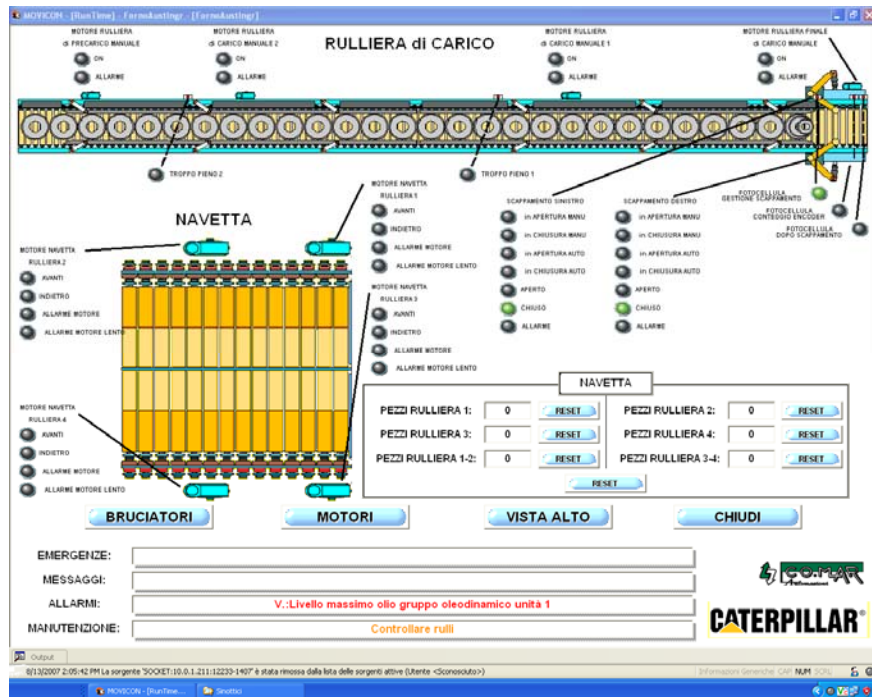 MOVICON - [RunTime] - FornoAustingr - [FornoAustingr]
MOTORE RULLIERA
di PRECARICO MANUALE
ON
ALLARME
MOTORE RULLIERA
di CARICO MANUALE 2
ON
ALLARME
RULLIERA di CARICO
MOTORE RULLIERA
di CARICO MANUALE 1
ON
ALLARME
MOTORE RULLIERA FINALE
di CARICO MANUALE
ON
ALLARME
TROPPO PIENO 2
TROPPO PIENO 1
FOTOCELLULA
GESTIONE SCAPPAMENTO
FOTOCELLULA
CONTEGGIO ENCODER
FOTOCELLULA
DOPO SCAPPAMENTO
NAVETTA
MOTORE NAVETTA
RULLIERA 1
AVANTI
INDIETRO
ALLARME MOTORE
ALLARME MOTORE LENTO
SCAPPAMENTO SINISTRO
in APERTURA MANU
in CHIUSURA MANU
in APERTURA AUTO
in CHIUSURA AUTO
APERTO
CHIUSO
ALLARME
SCAPPAMENTO DESTRO
in APERTURA MANU
in CHIUSURA MANU
in APERTURA AUTO
in CHIUSURA AUTO
APERTO
CHIUSO
ALLARME
MOTORE NAVETTA
RULLIERA 2
AVANTI
INDIETRO
ALLARME MOTORE
ALLARME MOTORE LENTO
MOTORE NAVETTA
RULLIERA 3
AVANTI
INDIETRO
ALLARME MOTORE
ALLARME MOTORE LENTO
MOTORE NAVETTA
RULLIERA 4
AVANTI
INDIETRO
ALLARME MOTORE
ALLARME MOTORE LENTO
NAVETTA
PEZZI RULLIERA 1: 0 RESET PEZZI RULLIERA 2: 0 RESET
PEZZI RULLIERA 3: 0 RESET PEZZI RULLIERA 4: 0 RESET
PEZZI RULLIERA 1-2: 0 RESET PEZZI RULLIERA 3-4: 0 RESET
RESET
BRUCIATORI MOTORI VISTA ALTO CHIUDI
EMERGENZE:
MESSAGGI:
ALLARMI: V.:Livello massimo olio gruppo oleodinamico unità 1
MANUTENZIONE: Controllare rulli
CO.MAR
CATERPILLAR®
Output
8/13/2007 2:05:42 PM La sorgente 'SOCKET:10.0.1.211:12233-1407' è stata rimossa dalla lista delle sorgenti attive (Utente <Sconosciuto>)
Informazioni Generiche CAP NUM SCRL
MOVICON - [RunTime... Sinottici